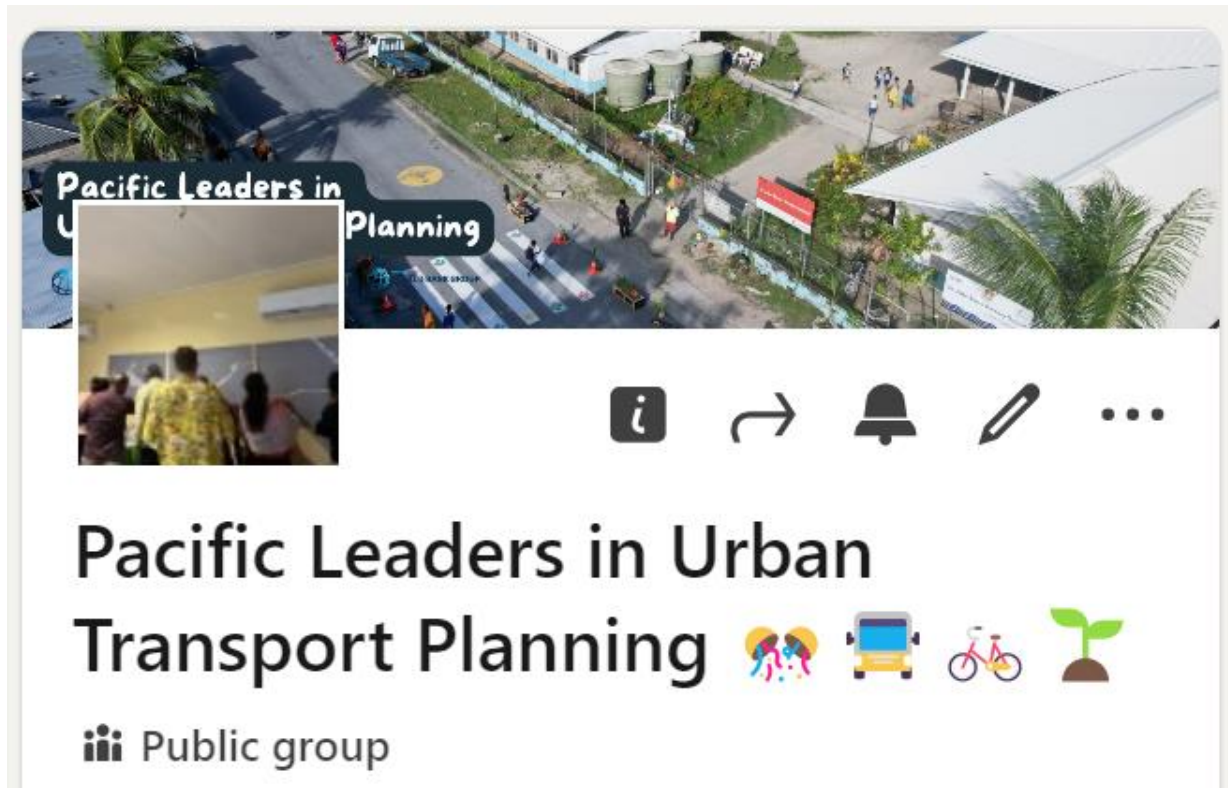 Pacific Leaders in
Planning
Pacific Leaders in Urban
Transport Planning
Public group